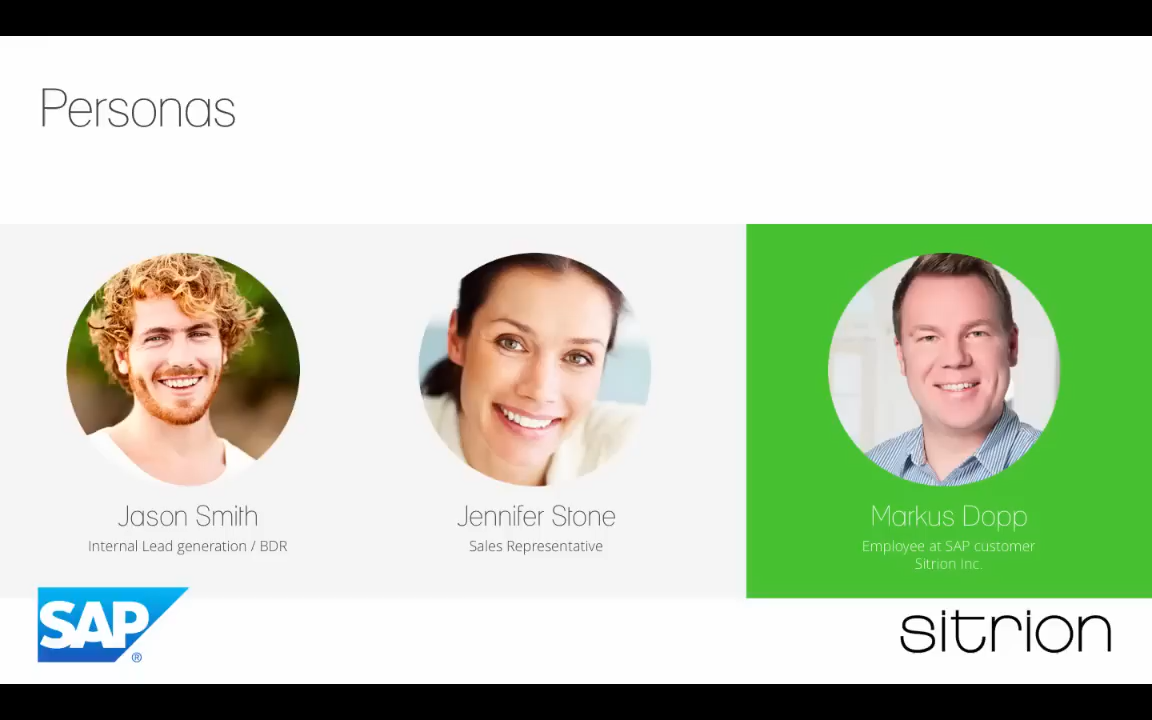 Personas
Jason Smith
Internal Lead generation / BDR
Jennifer Stone
Sales Representative
Markus Dopp
Employee at SAP customer
Sitrion Inc.
SAP ®
sitrion